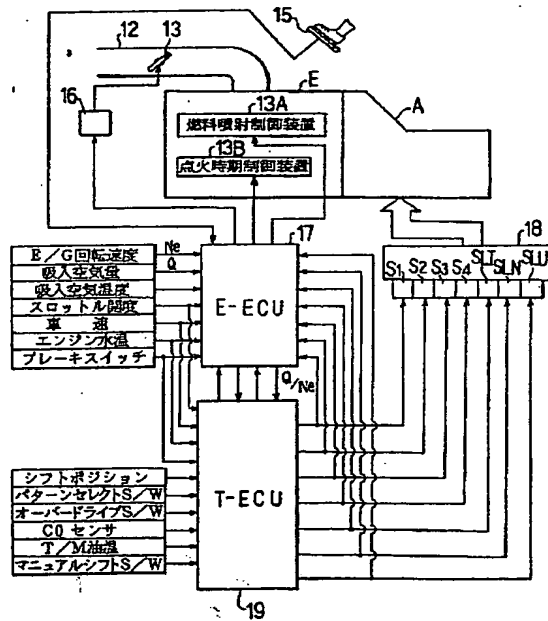 12
13
15
E
A
16
13A
燃料噴射制御装置
13B
点火時期制御装置
17
18
E/G回転速度
吸入空気量
吸入空気温度
スロットル開度
車速
エンジン水温
ブレーキスイッチ
Ne
Q
E-ECU
S1
S2
S3
S4
SLT
SLN
SLU
Q/Ne
シフトポジション
パターンセレクトS/W
オーバードライブS/W
C0センサ
T/M油温
マニュアルシフトS/W
T-ECU
19